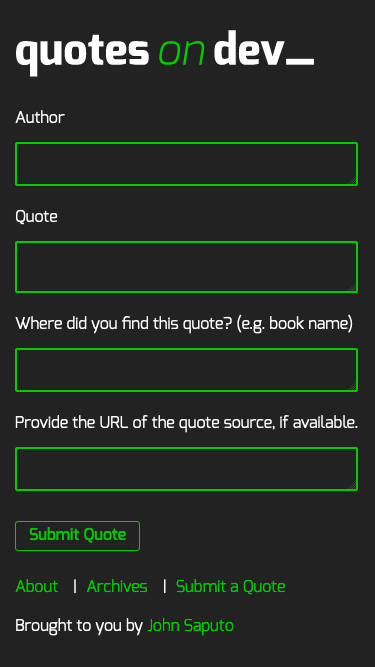 quotes on dev_
Author
Quote
Where did you find this quote? (e.g. book name)
Provide the URL of the quote source, if available.
Submit Quote
About | Archives | Submit a Quote
Brought to you by John Saputo